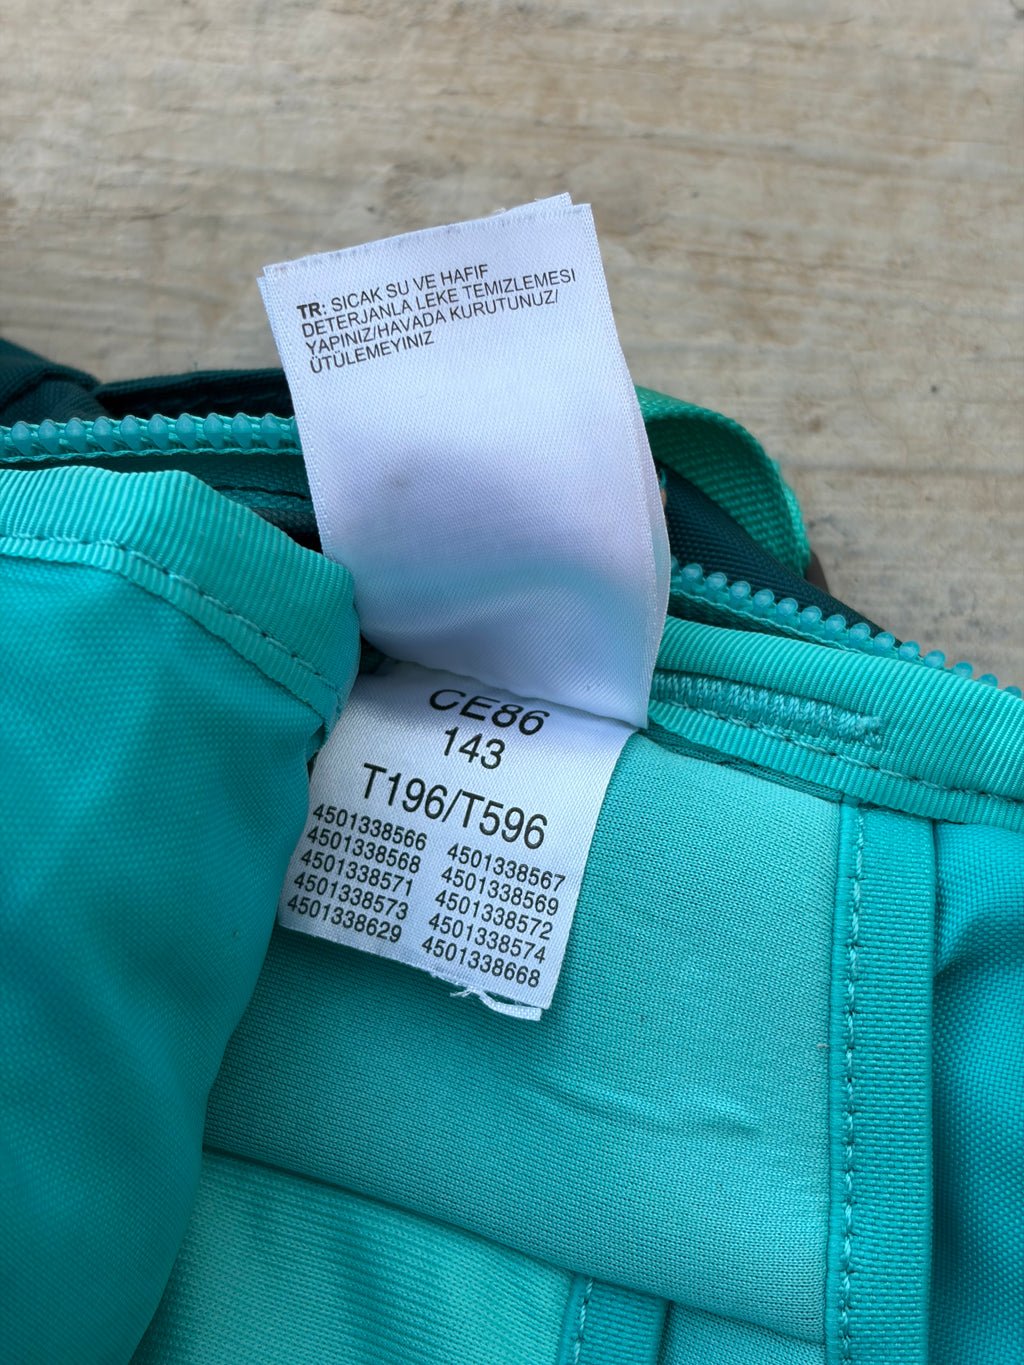 TR: SICAK SU VE HAFIF
DETERJANLA LEKE TEMIZLEMESI
YAPINIZ/HAVADA KURUTUNUZ/
ÜTÜLEMEYINIZ
CE86
143
T196/T596
4501338566 4501338567
4501338568 4501338569
4501338571 4501338572
4501338573 4501338574
4501338629 4501338668